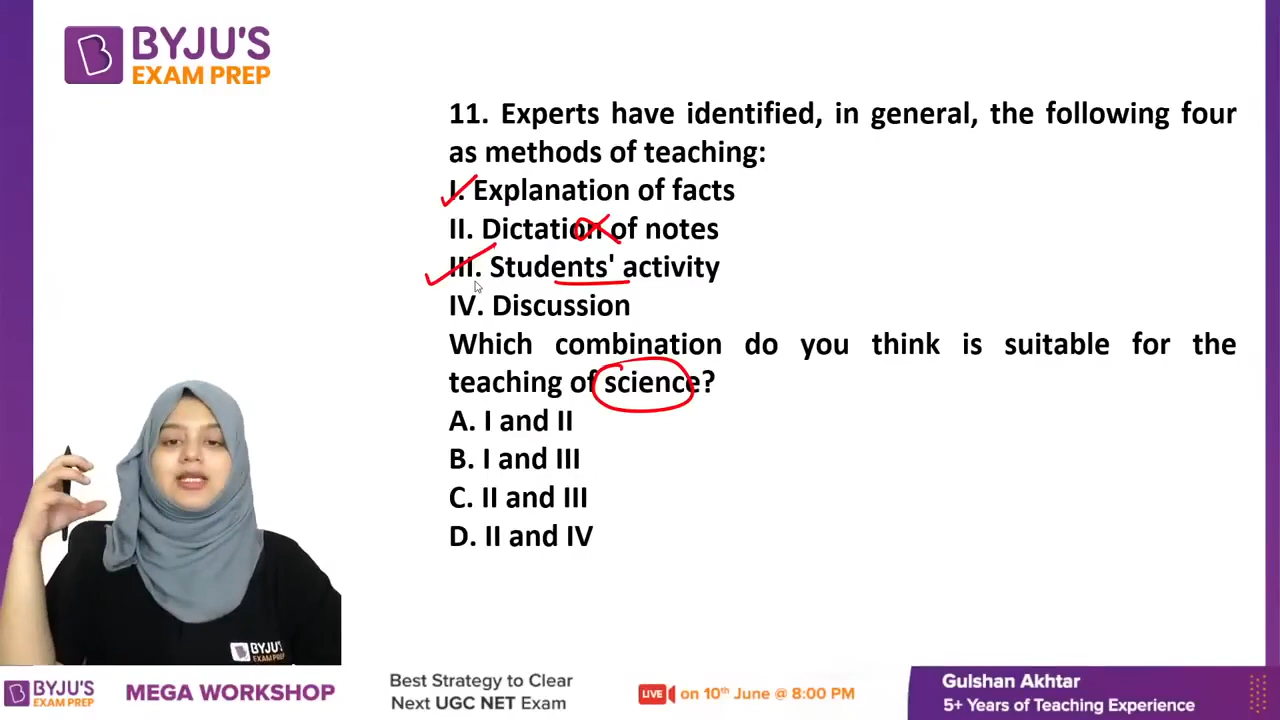 BYJU'S
EXAM PREP
11. Experts have identified, in general, the following four
as methods of teaching:
I. Explanation of facts
II. Dictation of notes
III. Students' activity
IV. Discussion
Which combination do you think is suitable for the
teaching of science?
A. I and II
B. I and III
C. II and III
D. II and IV
BYJU'S
EXAM PREP
BYJU'S
EXAM PREP
MEGA WORKSHOP
Best Strategy to Clear
Next UGC NET Exam
LIVE on 10th June @ 8:00 PM
Gulshan Akhtar
5+ Years of Teaching Experience